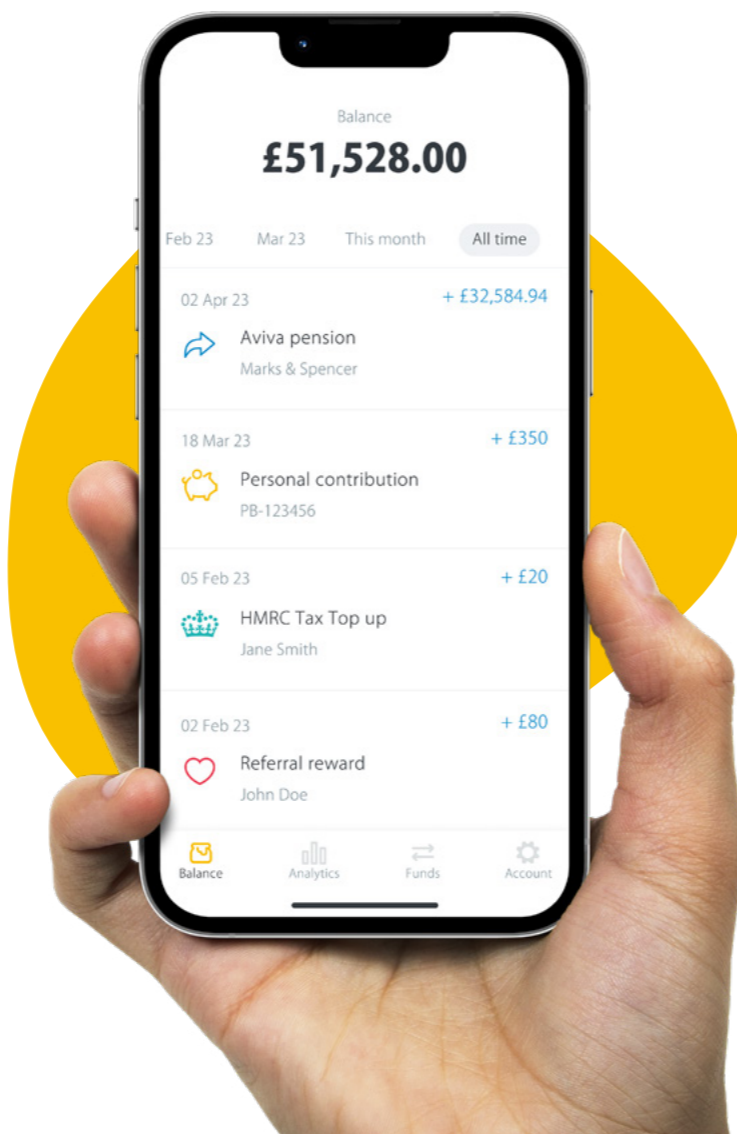 Balance
£51,528.00
Feb 23 Mar 23 This month All time
02 Apr 23 + £32,584.94
Aviva pension
Marks & Spencer
18 Mar 23 + £350
Personal contribution
PB-123456
05 Feb 23 + £20
HMRC Tax Top up
Jane Smith
02 Feb 23 + £80
Referral reward
John Doe
Balance Analytics Funds Account